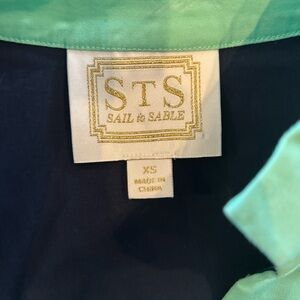 STS
SAIL to SABLE
XS
MADE IN
CHINA